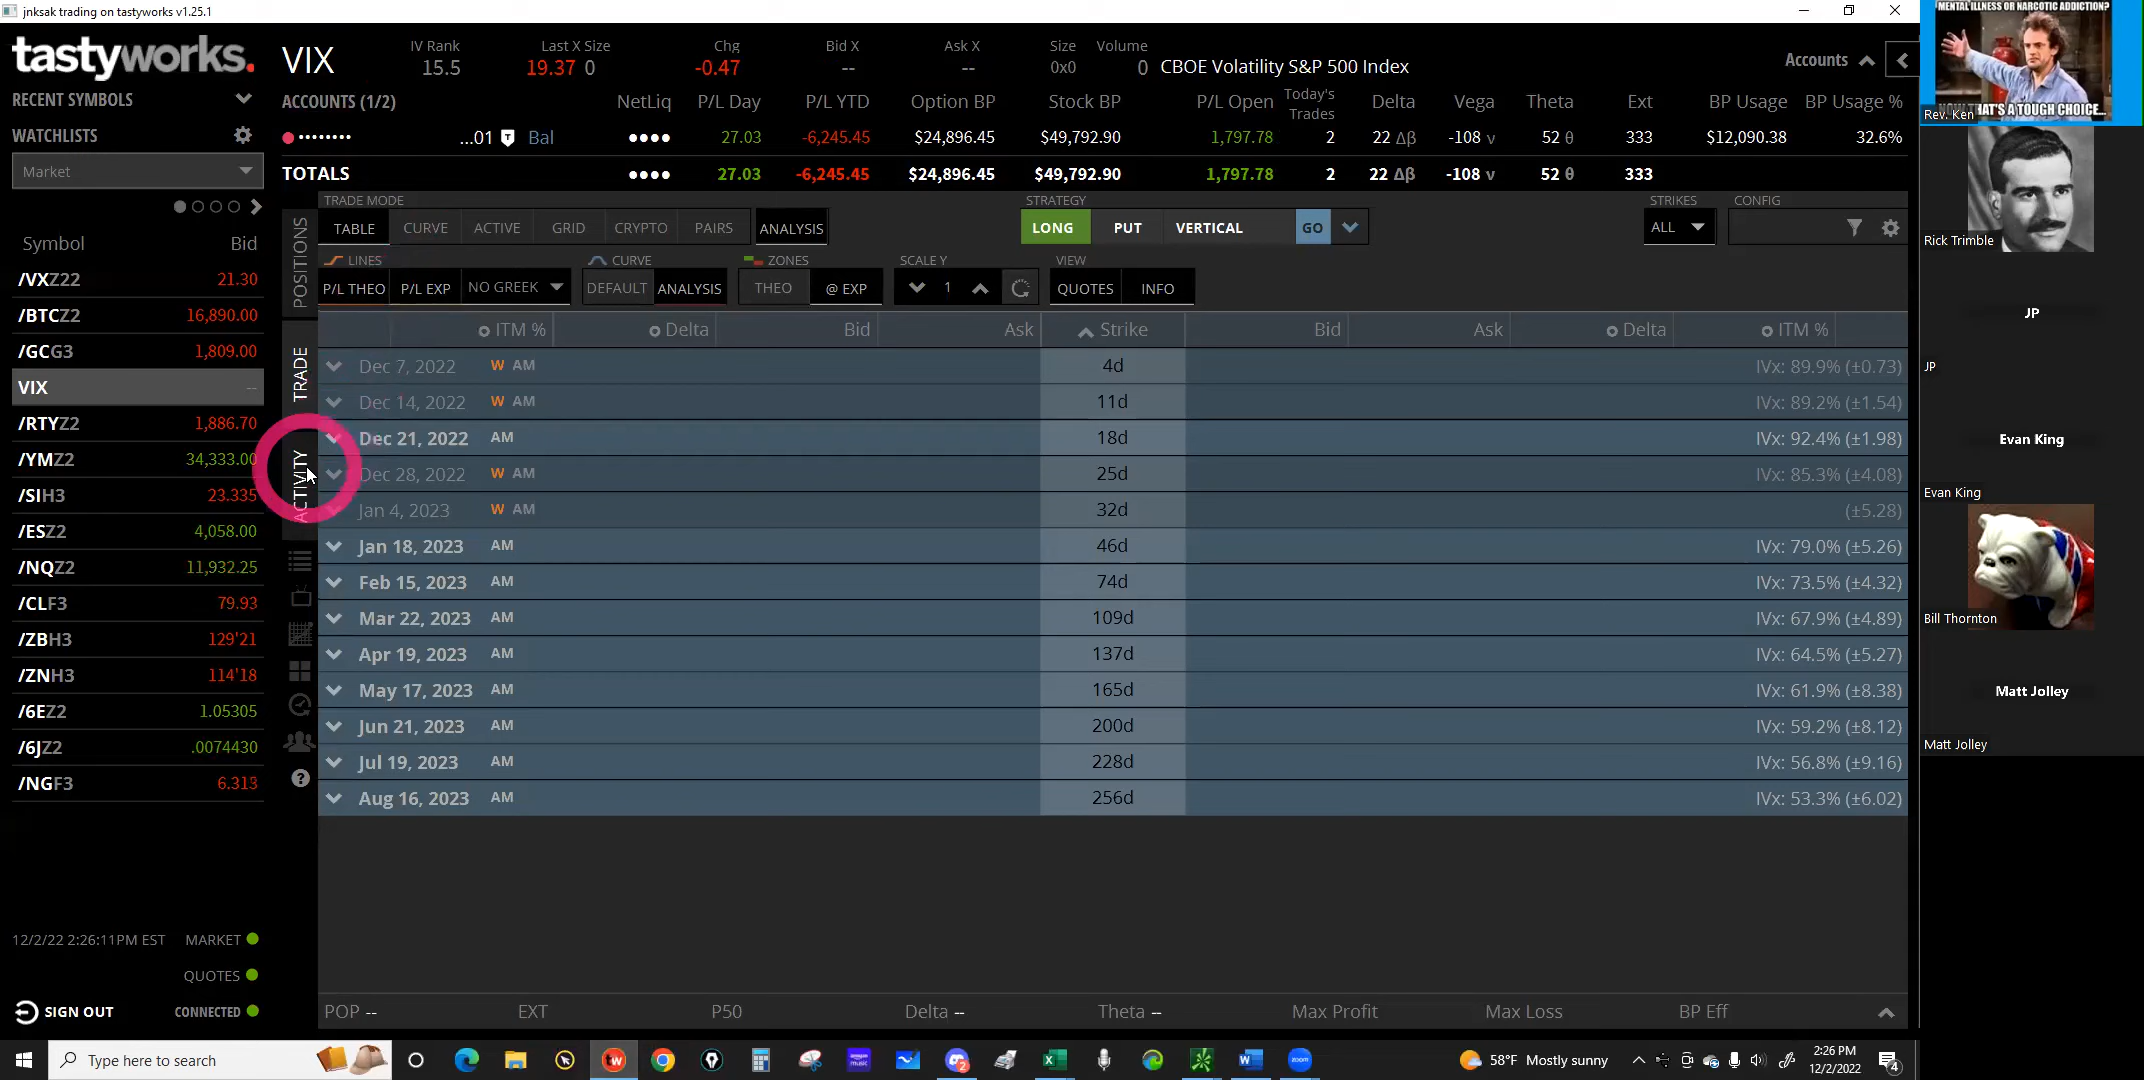 jnksak trading on tastyworks v1.25.1
tastyworks.
VIX
IV Rank
15.5
Last X Size
19.37 0
Chg
-0.47
Bid X
--
Ask X
--
Size
0x0
Volume
0
CBOE Volatility S&P 500 Index
Accounts
RECENT SYMBOLS
ACCOUNTS (1/2) NetLiq P/L Day P/L YTD Option BP Stock BP P/L Open Today's Trades Delta Vega Theta Ext BP Usage BP Usage %
...01 Bal 27.03 -6,245.45 $24,896.45 $49,792.90 1,797.78 2 22 Δβ -108 ν 52 θ 333 $12,090.38 32.6%
TOTALS 27.03 -6,245.45 $24,896.45 $49,792.90 1,797.78 2 22 Δβ -108 ν 52 θ 333
WATCHLISTS
Market
Symbol Bid
/VXZ22 21.30
/BTCZ2 16,890.00
/GCG3 1,809.00
VIX --
/RTYZ2 1,886.70
/YMZ2 34,333.00
/SIH3 23.335
/ESZ2 4,058.00
/NQZ2 11,932.25
/CLF3 79.93
/ZBH3 129'21
/ZNH3 114'18
/6EZ2 1.05305
/6JZ2 .0074430
/NGF3 6.313
12/2/22 2:26:11PM EST MARKET
QUOTES
SIGN OUT CONNECTED
POSITIONS
TRADE
ACTIVITY
TRADE MODE
TABLE CURVE ACTIVE GRID CRYPTO PAIRS ANALYSIS
STRATEGY
LONG PUT VERTICAL GO
STRIKES
ALL
CONFIG
LINES
P/L THEO P/L EXP NO GREEK
CURVE
DEFAULT ANALYSIS
ZONES
THEO @ EXP
SCALE Y
1
VIEW
QUOTES INFO
ITM % Delta Bid Ask Strike Bid Ask Delta ITM %
Dec 7, 2022 W AM 4d IVx: 89.9% (±0.73)
Dec 14, 2022 W AM 11d IVx: 89.2% (±1.54)
Dec 21, 2022 AM 18d IVx: 92.4% (±1.98)
Dec 28, 2022 W AM 25d IVx: 85.3% (±4.08)
Jan 4, 2023 W AM 32d (±5.28)
Jan 18, 2023 AM 46d IVx: 79.0% (±5.26)
Feb 15, 2023 AM 74d IVx: 73.5% (±4.32)
Mar 22, 2023 AM 109d IVx: 67.9% (±4.89)
Apr 19, 2023 AM 137d IVx: 64.5% (±5.27)
May 17, 2023 AM 165d IVx: 61.9% (±8.38)
Jun 21, 2023 AM 200d IVx: 59.2% (±8.12)
Jul 19, 2023 AM 228d IVx: 56.8% (±9.16)
Aug 16, 2023 AM 256d IVx: 53.3% (±6.02)
POP -- EXT P50 Delta -- Theta -- Max Profit Max Loss BP Eff
MENTAL ILLNESS OR NARCOTIC ADDICTION?
NOW THAT'S A TOUGH CHOICE...
Rev. Ken
Rick Trimble
JP
JP
Evan King
Evan King
Bill Thornton
Matt Jolley
Matt Jolley
Type here to search
58°F Mostly sunny
2:26 PM
12/2/2022
4